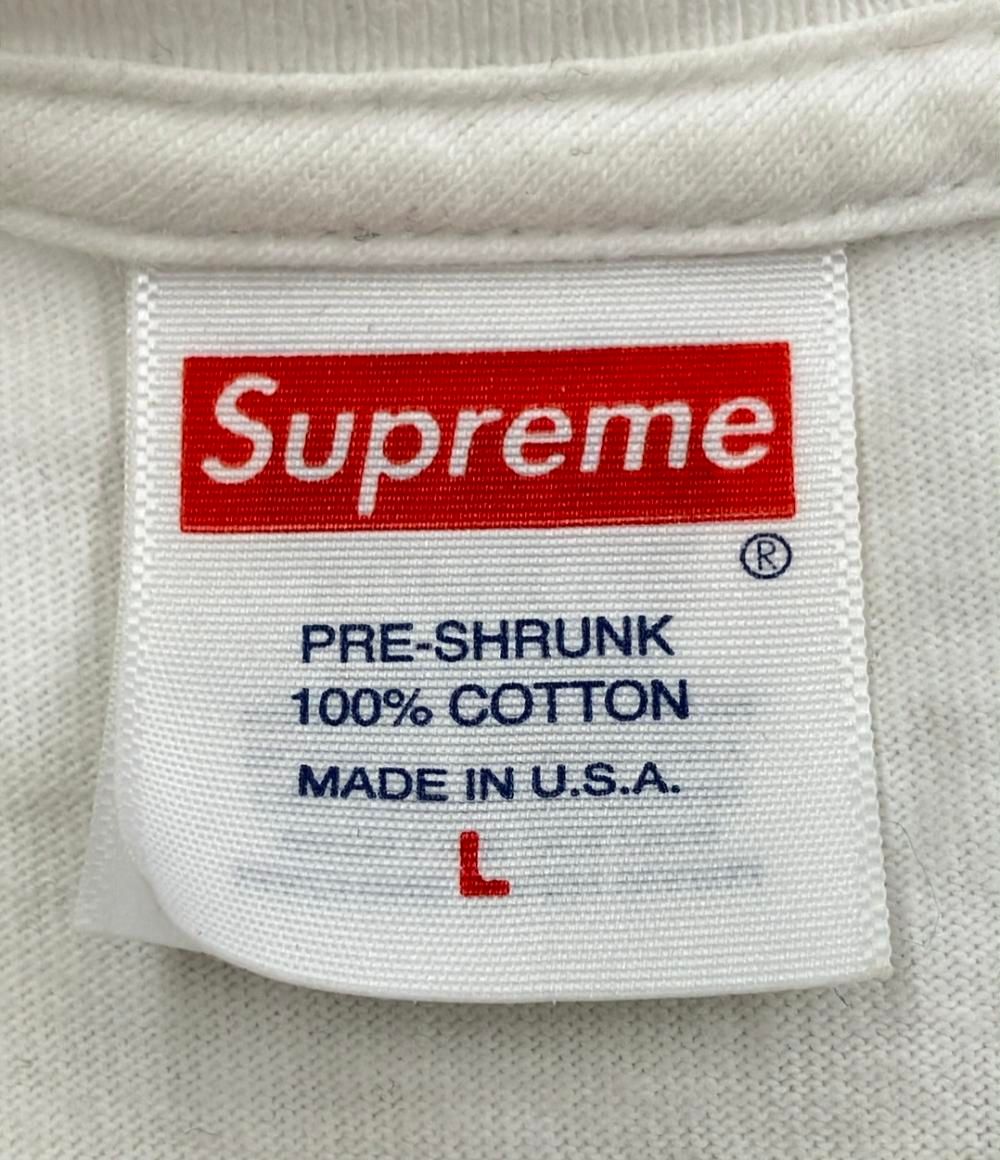 Supreme
®
PRE-SHRUNK
100% COTTON
MADE IN U.S.A.
L